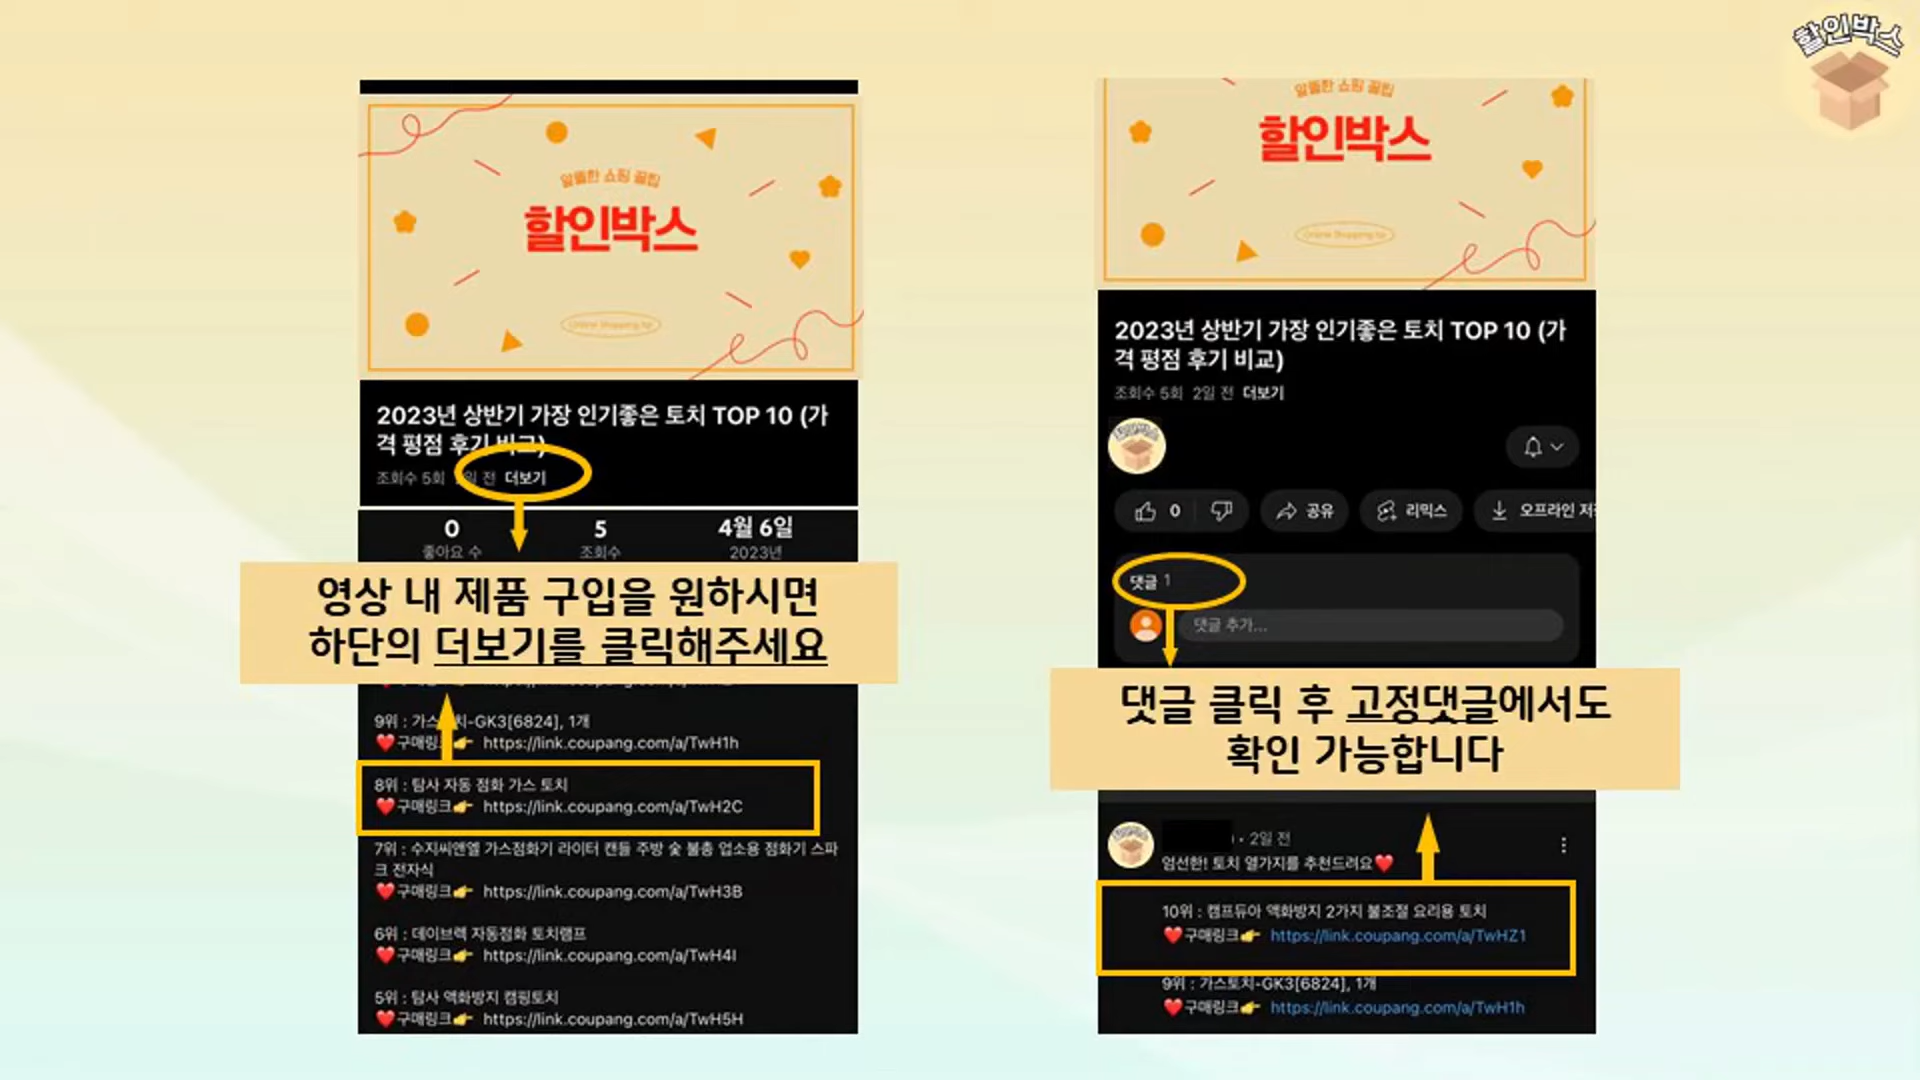 할인박스
알뜰한 쇼핑 꿀팁
할인박스
Online Shopping tip
2023년 상반기 가장 인기좋은 토치 TOP 10 (가
격 평점 후기 비교)
조회수 5회 일 전 더보기
0 5 4월 6일
좋아요 수 조회수 2023년
영상 내 제품 구입을 원하시면
하단의 더보기를 클릭해주세요
9위 : 가스토치-GK3[6824], 1개
❤️구매링크👉 https://link.coupang.com/a/TwH1h
8위 : 탐사 자동 점화 가스 토치
❤️구매링크👉 https://link.coupang.com/a/TwH2C
7위 : 수지씨앤엘 가스점화기 라이터 캔들 주방 숯 불총 업소용 점화기 스파
크 전자식
❤️구매링크👉 https://link.coupang.com/a/TwH3B
6위 : 데이브렉 자동점화 토치램프
❤️구매링크👉 https://link.coupang.com/a/TwH4I
5위 : 탐사 액화방지 캠핑토치
❤️구매링크👉 https://link.coupang.com/a/TwH5H
알뜰한 쇼핑 꿀팁
할인박스
Online Shopping tip
2023년 상반기 가장 인기좋은 토치 TOP 10 (가
격 평점 후기 비교)
조회수 5회 2일 전 더보기
할인박스
0 공유 리믹스 오프라인 저
댓글 1
댓글 추가...
댓글 클릭 후 고정댓글에서도
확인 가능합니다
할인박스
• 2일 전
엄선한! 토치 열가지를 추천드려요❤️
10위 : 캠프듀아 액화방지 2가지 불조절 요리용 토치
❤️구매링크👉 https://link.coupang.com/a/TwHZ1
9위 : 가스토치-GK3[6824], 1개
❤️구매링크👉 https://link.coupang.com/a/TwH1h